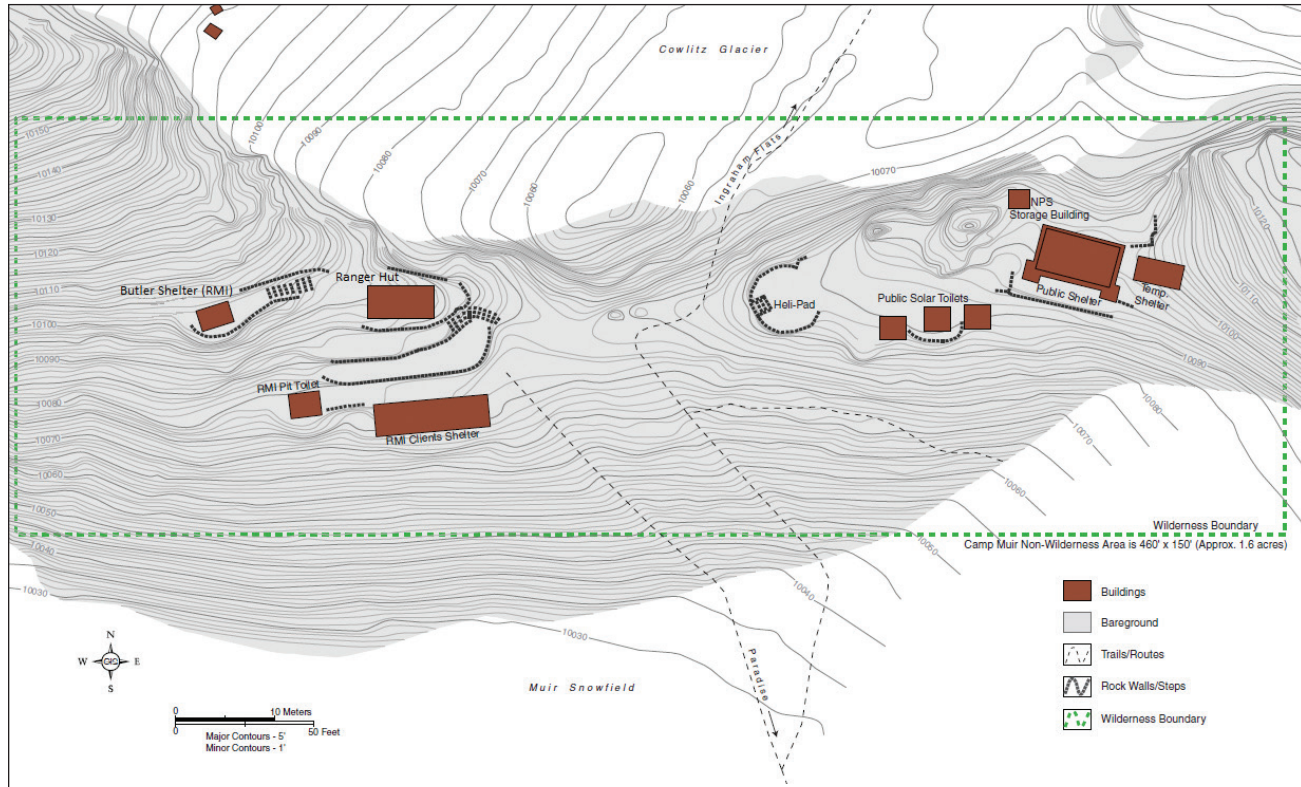 Cowlitz Glacier
10150
10140
10130
10120
10110
10100
10090
10080
10070
10060
10050
10040
10030
10100
10090
10080
10070
10080
10060
Ingraham Flats
10070
NPS
Storage Building
10120
10110
10100
10090
Butler Shelter (RMI)
Ranger Hut
Heli-Pad
Public Solar Toilets
Public Shelter
Temp.
Shelter
RMI Pit Toilet
RMI Clients Shelter
10080
10070
10060
10050
10040
10030
10030
Wilderness Boundary
Camp Muir Non-Wilderness Area is 460' x 150' (Approx. 1.6 acres)
Paradise
Muir Snowfield
N
W
E
S
0
10 Meters
0
50 Feet
Major Contours - 5'
Minor Contours - 1'
Buildings
Bareground
Trails/Routes
Rock Walls/Steps
Wilderness Boundary